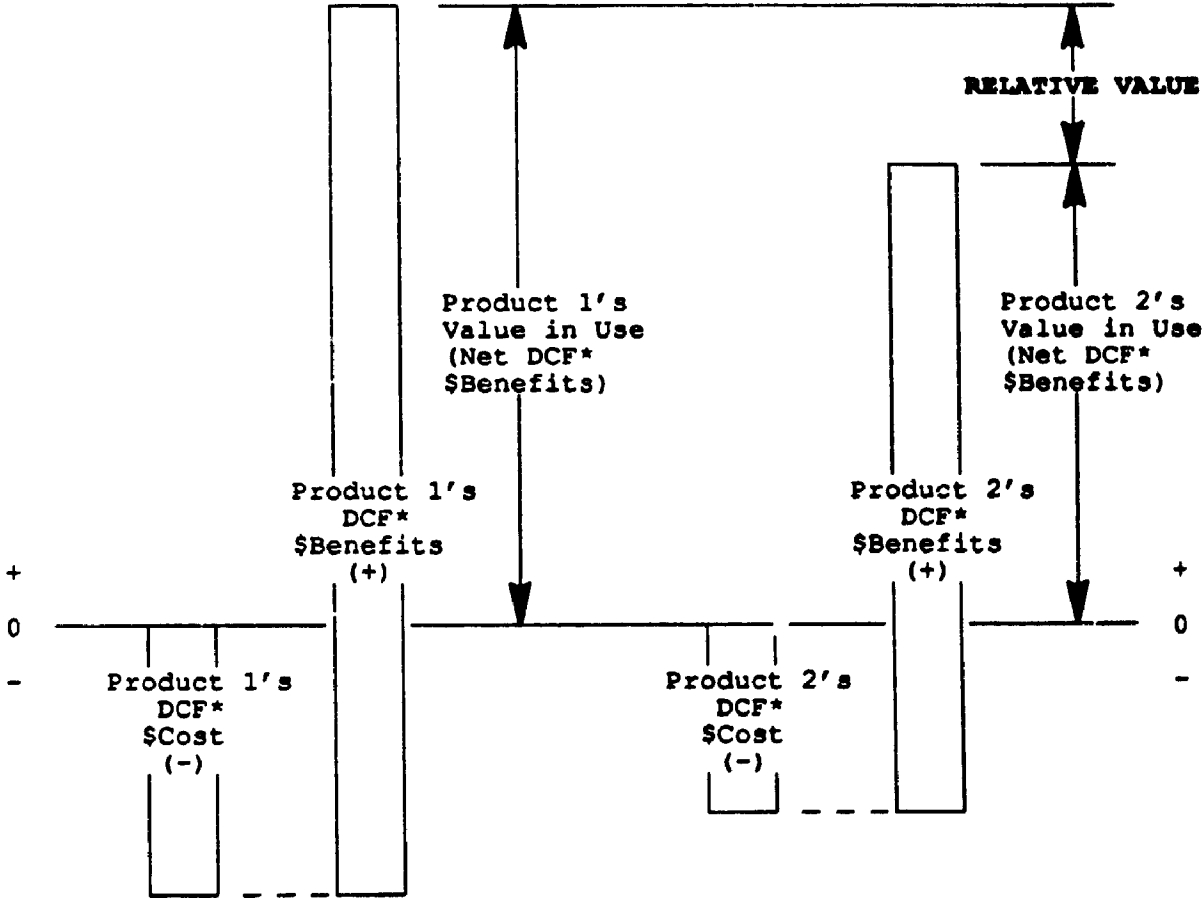 RELATIVE VALUE
Product 1's
Value in Use
(Net DCF*
$Benefits)
Product 2's
Value in Use
(Net DCF*
$Benefits)
Product 1's
DCF*
$Benefits
(+)
Product 2's
DCF*
$Benefits
(+)
+
0
-
+
0
-
Product 1's
DCF*
$Cost
(-)
Product 2's
DCF*
$Cost
(-)